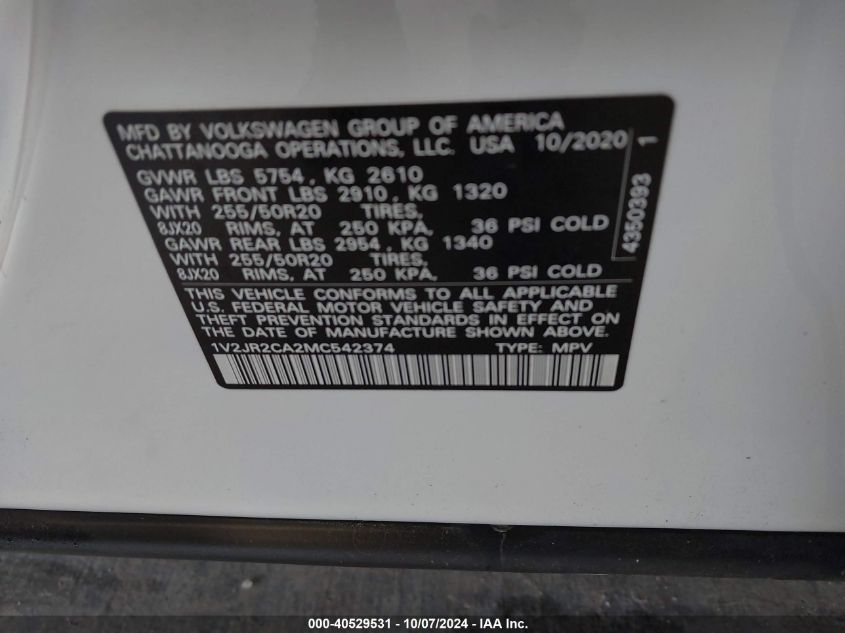 MFD BY VOLKSWAGEN GROUP OF AMERICA
CHATTANOOGA OPERATIONS, LLC. USA 10/2020 1
GVWR LBS 5754 , KG 2610
GAWR FRONT LBS 2910 , KG 1320
WITH 255/50R20 TIRES,
8JX20 RIMS, AT 250 KPA, 36 PSI COLD
GAWR REAR LBS 2954 , KG 1340
WITH 255/50R20 TIRES,
8JX20 RIMS, AT 250 KPA, 36 PSI COLD
4350393
THIS VEHICLE CONFORMS TO ALL APPLICABLE
U.S. FEDERAL MOTOR VEHICLE SAFETY AND
THEFT PREVENTION STANDARDS IN EFFECT ON
THE DATE OF MANUFACTURE SHOWN ABOVE.
1V2JR2CA2MC542374 TYPE: MPV
000-40529531 - 10/07/2024 - IAA Inc.